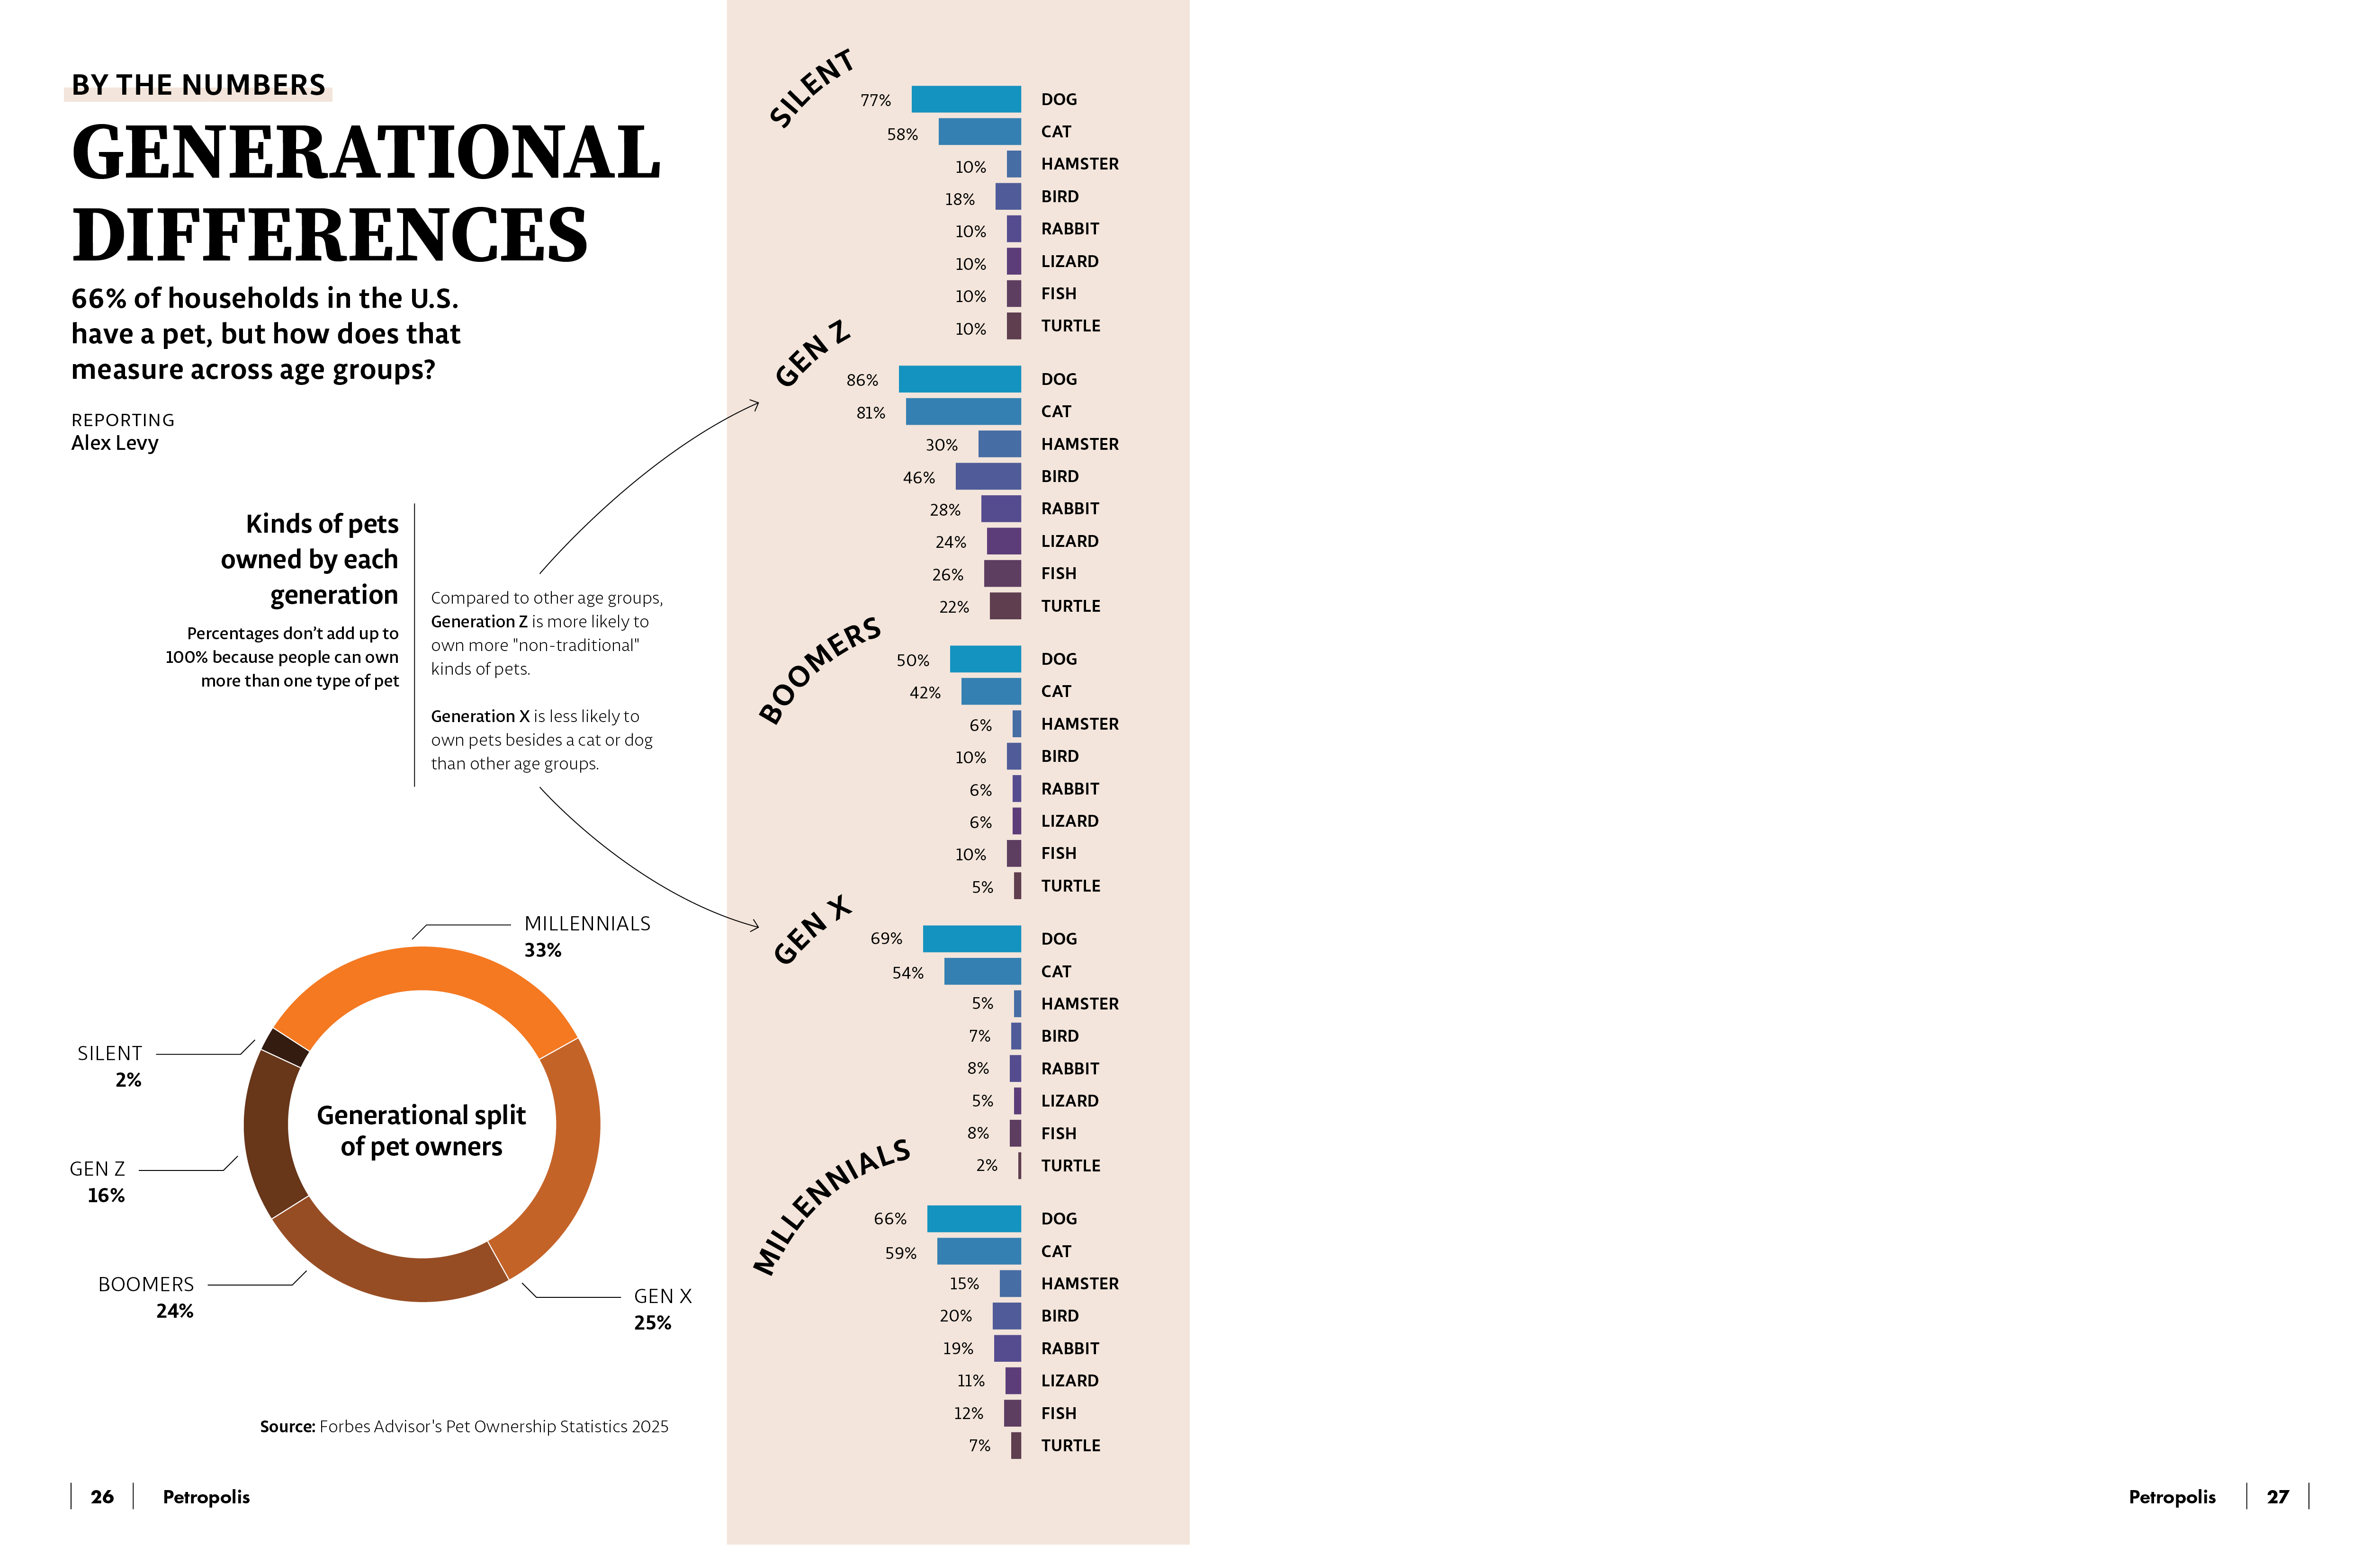 BY THE NUMBERS
GENERATIONAL
DIFFERENCES
66% of households in the U.S.
have a pet, but how does that
measure across age groups?
REPORTING
Alex Levy
Kinds of pets
owned by each
generation
Percentages don’t add up to
100% because people can own
more than one type of pet
Compared to other age groups,
Generation Z is more likely to
own more "non-traditional"
kinds of pets.
Generation X is less likely to
own pets besides a cat or dog
than other age groups.
MILLENNIALS
33%
SILENT
2%
GEN Z
16%
BOOMERS
24%
GEN X
25%
Generational split
of pet owners
Source: Forbes Advisor's Pet Ownership Statistics 2025
26 Petropolis
SILENT
77% DOG
58% CAT
10% HAMSTER
18% BIRD
10% RABBIT
10% LIZARD
10% FISH
10% TURTLE
GEN Z
86% DOG
81% CAT
30% HAMSTER
46% BIRD
28% RABBIT
24% LIZARD
26% FISH
22% TURTLE
BOOMERS
50% DOG
42% CAT
6% HAMSTER
10% BIRD
6% RABBIT
6% LIZARD
10% FISH
5% TURTLE
GEN X
69% DOG
54% CAT
5% HAMSTER
7% BIRD
8% RABBIT
5% LIZARD
8% FISH
2% TURTLE
MILLENNIALS
66% DOG
59% CAT
15% HAMSTER
20% BIRD
19% RABBIT
11% LIZARD
12% FISH
7% TURTLE
Petropolis 27